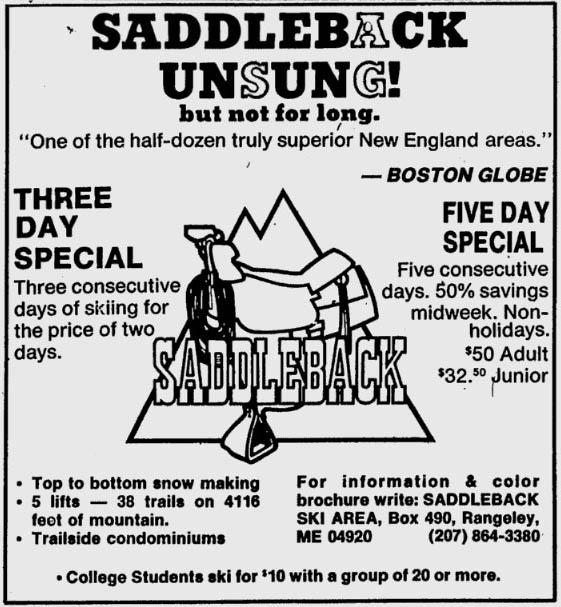 SADDLEBACK
UNSUNG!
but not for long.
"One of the half-dozen truly superior New England areas."
— BOSTON GLOBE
THREE
DAY
SPECIAL
Three consecutive
days of skiing for
the price of two
days.
FIVE DAY
SPECIAL
Five consecutive
days. 50% savings
midweek. Non-
holidays.
$50 Adult
$32.50 Junior
SADDLEBACK
• Top to bottom snow making
• 5 lifts — 38 trails on 4116
feet of mountain.
• Trailside condominiums
For information & color
brochure write: SADDLEBACK
SKI AREA, Box 490, Rangeley,
ME 04920 (207) 864-3380
• College Students ski for $10 with a group of 20 or more.